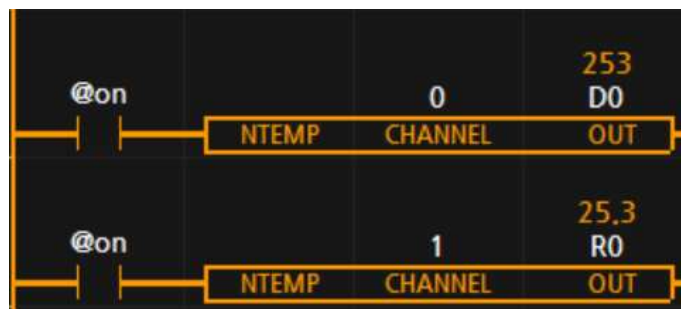 253
@on 0 D0
NTEMP CHANNEL OUT
25.3
@on 1 R0
NTEMP CHANNEL OUT